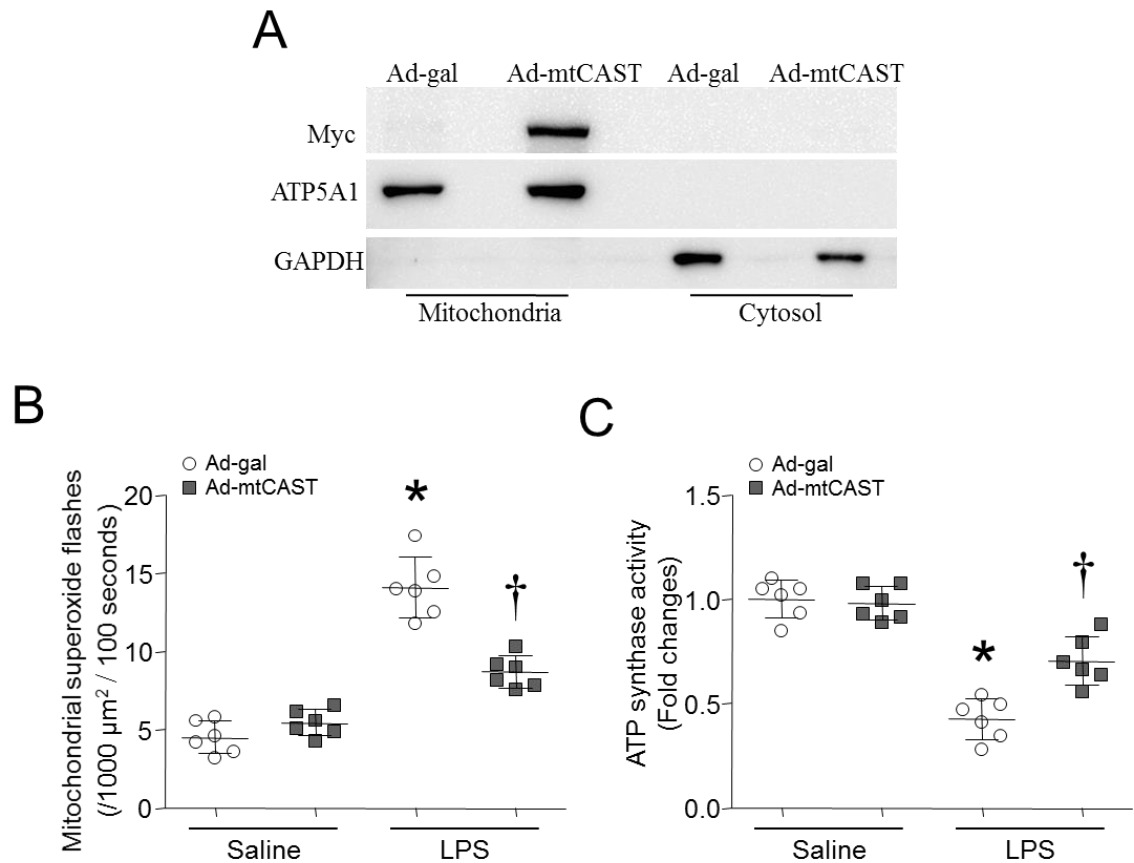 A
Ad-gal Ad-mtCAST Ad-gal Ad-mtCAST
Myc
ATP5A1
GAPDH
Mitochondria Cytosol
B
Mitochondrial superoxide flashes
(/1000 µm² / 100 seconds)
Ad-gal
Ad-mtCAST
20
15
10
5
0
*
†
Saline LPS
C
ATP synthase activity
(Fold changes)
Ad-gal
Ad-mtCAST
1.5
1.0
0.5
0.0
*
†
Saline LPS